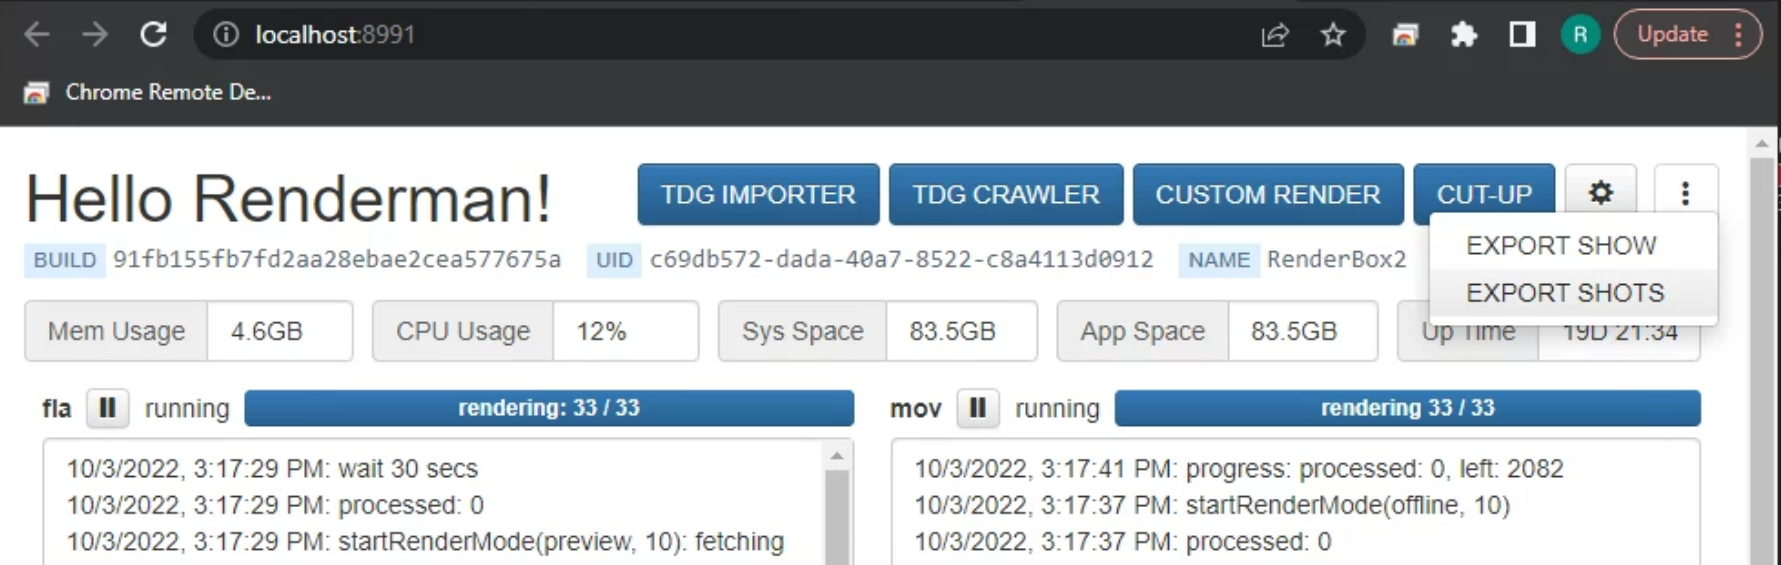 localhost:8991
R
Update
Chrome Remote De...
Hello Renderman!
TDG IMPORTER
TDG CRAWLER
CUSTOM RENDER
CUT-UP
EXPORT SHOW
EXPORT SHOTS
BUILD 91fb155fb7fd2aa28ebae2cea577675a
UID c69db572-dada-40a7-8522-c8a4113d0912
NAME RenderBox2
Mem Usage 4.6GB
CPU Usage 12%
Sys Space 83.5GB
App Space 83.5GB
Up Time 19D 21:34
fla running rendering: 33 / 33
10/3/2022, 3:17:29 PM: wait 30 secs
10/3/2022, 3:17:29 PM: processed: 0
10/3/2022, 3:17:29 PM: startRenderMode(preview, 10): fetching
mov running rendering 33 / 33
10/3/2022, 3:17:41 PM: progress: processed: 0, left: 2082
10/3/2022, 3:17:37 PM: startRenderMode(offline, 10)
10/3/2022, 3:17:37 PM: processed: 0